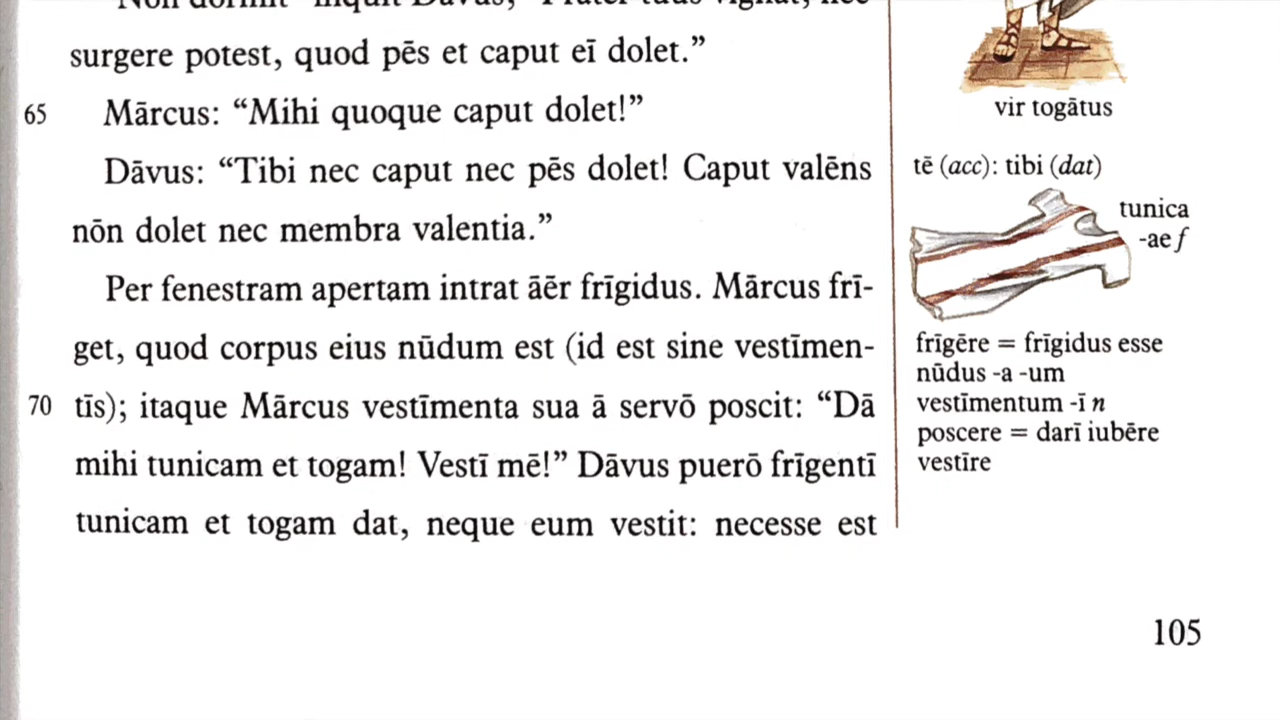 surgere potest, quod pēs et caput eī dolet.”
65 Mārcus: “Mihi quoque caput dolet!”
Dāvus: “Tibi nec caput nec pēs dolet! Caput valēns
nōn dolet nec membra valentia.”
Per fenestram apertam intrat āēr frīgidus. Mārcus frī-
get, quod corpus eius nūdum est (id est sine vestīmen-
70 tīs); itaque Mārcus vestīmenta sua ā servō poscit: “Dā
mihi tunicam et togam! Vestī mē!” Dāvus puerō frīgentī
tunicam et togam dat, neque eum vestit: necesse est
vir togātus
tē (acc): tibi (dat)
tunica
-ae f
frīgēre = frīgidus esse
nūdus -a -um
vestīmentum -ī n
poscere = darī iubēre
vestīre
105